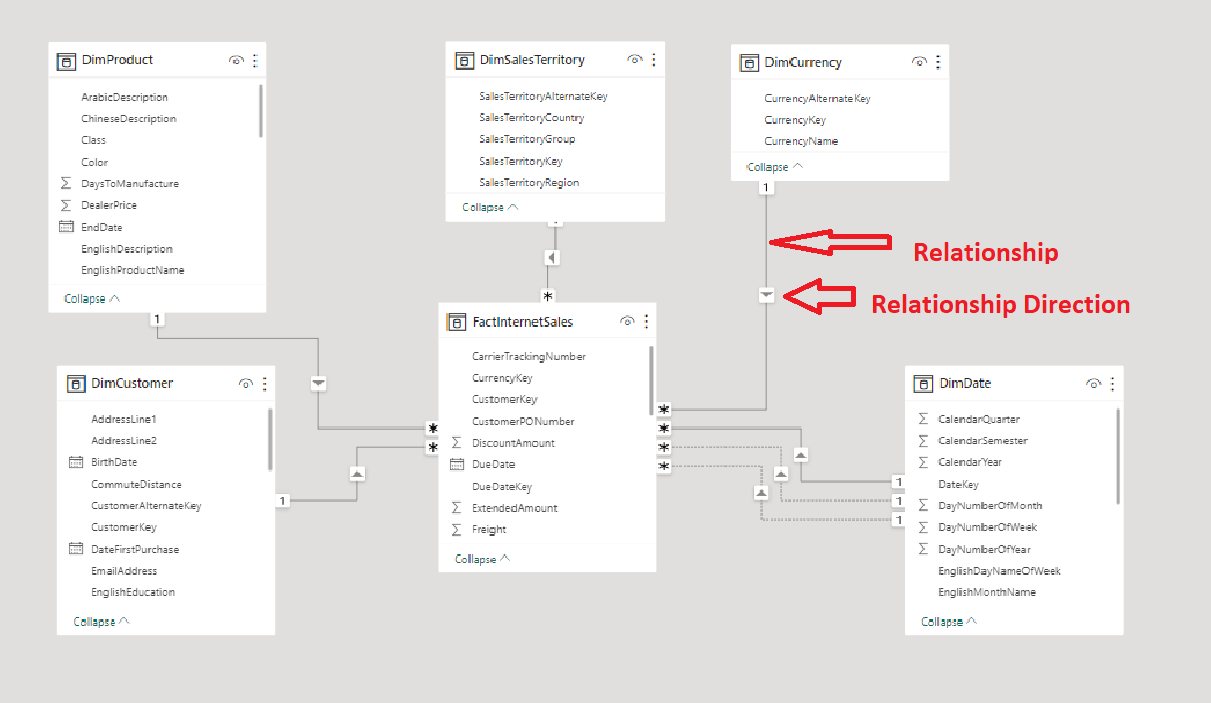 DimProduct
ArabicDescription
ChineseDescription
Class
Color
DaysToManufacture
DealerPrice
EndDate
EnglishDescription
EnglishProductName
Collapse
1
DimSalesTerritory
SalesTerritoryAlternateKey
SalesTerritoryCountry
SalesTerritoryGroup
SalesTerritoryKey
SalesTerritoryRegion
Collapse
*
DimCurrency
CurrencyAlternateKey
CurrencyKey
CurrencyName
Collapse
1
Relationship
Relationship Direction
DimCustomer
AddressLine1
AddressLine2
BirthDate
CommuteDistance
CustomerAlternateKey
CustomerKey
DateFirstPurchase
EmailAddress
EnglishEducation
Collapse
1
*
*
FactInternetSales
CarrierTrackingNumber
CurrencyKey
CustomerKey
CustomerPONumber
DiscountAmount
DueDate
DueDateKey
ExtendedAmount
Freight
Collapse
*
*
*
*
1
1
1
DimDate
CalendarQuarter
CalendarSemester
CalendarYear
DateKey
DayNumberOfMonth
DayNumberOfWeek
DayNumberOfYear
EnglishDayNameOfWeek
EnglishMonthName
Collapse